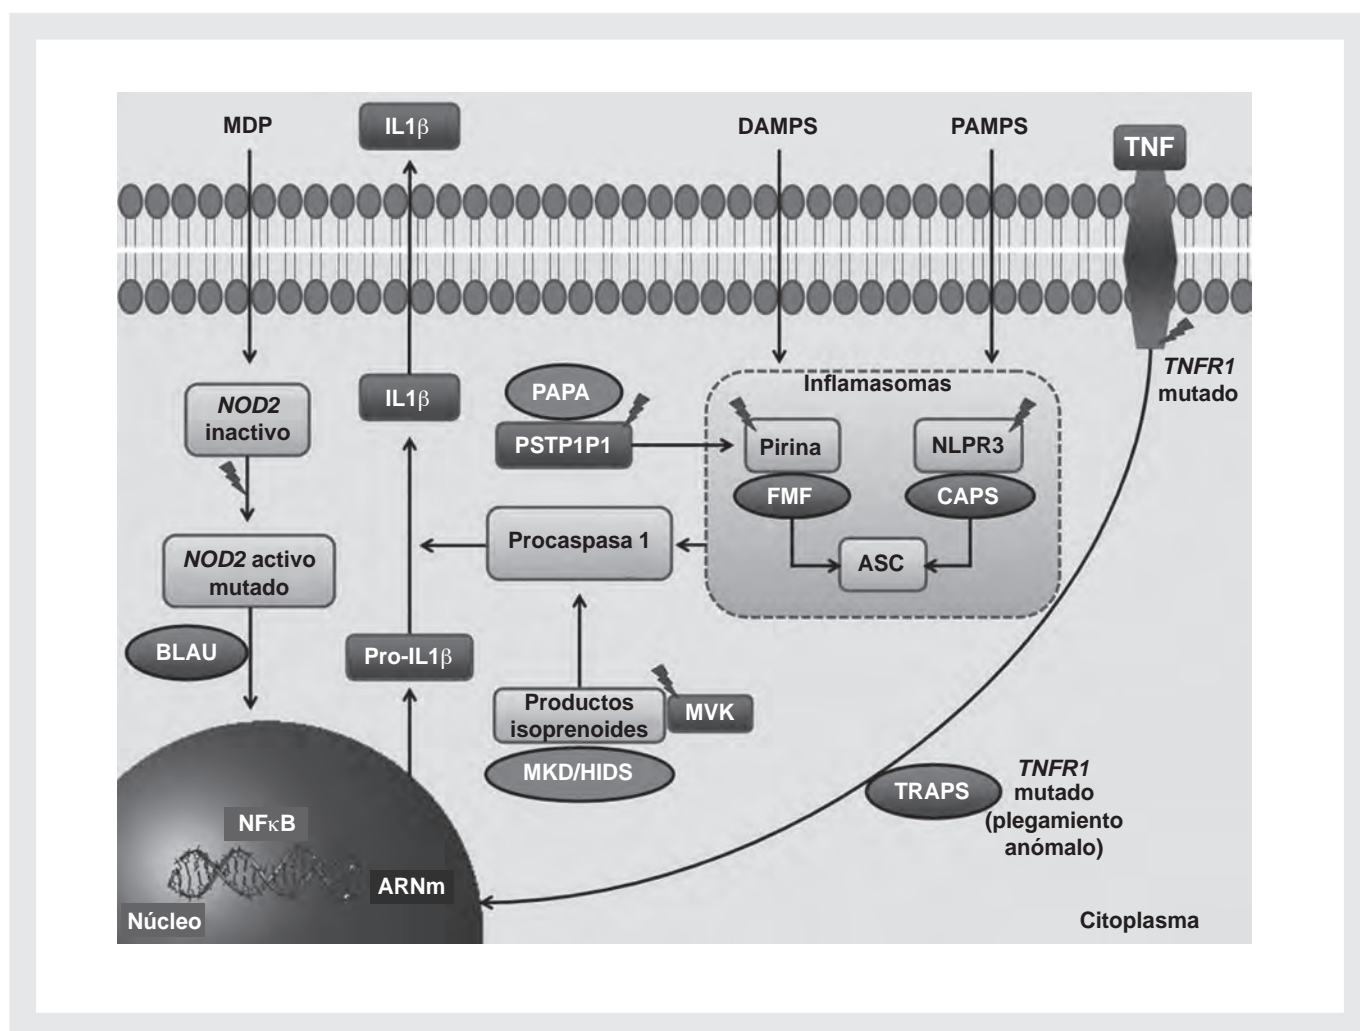 MDP
IL1β
DAMPS
PAMPS
TNF
TNFR1
mutado
NOD2
inactivo
IL1β
PAPA
PSTP1P1
Inflamasomas
Pirina
NLPR3
FMF
CAPS
ASC
Procaspasa 1
NOD2 activo
mutado
BLAU
Pro-IL1β
Productos
isoprenoides
MVK
MKD/HIDS
TRAPS
TNFR1
mutado
(plegamiento
anómalo)
NFκB
ARNm
Núcleo
Citoplasma